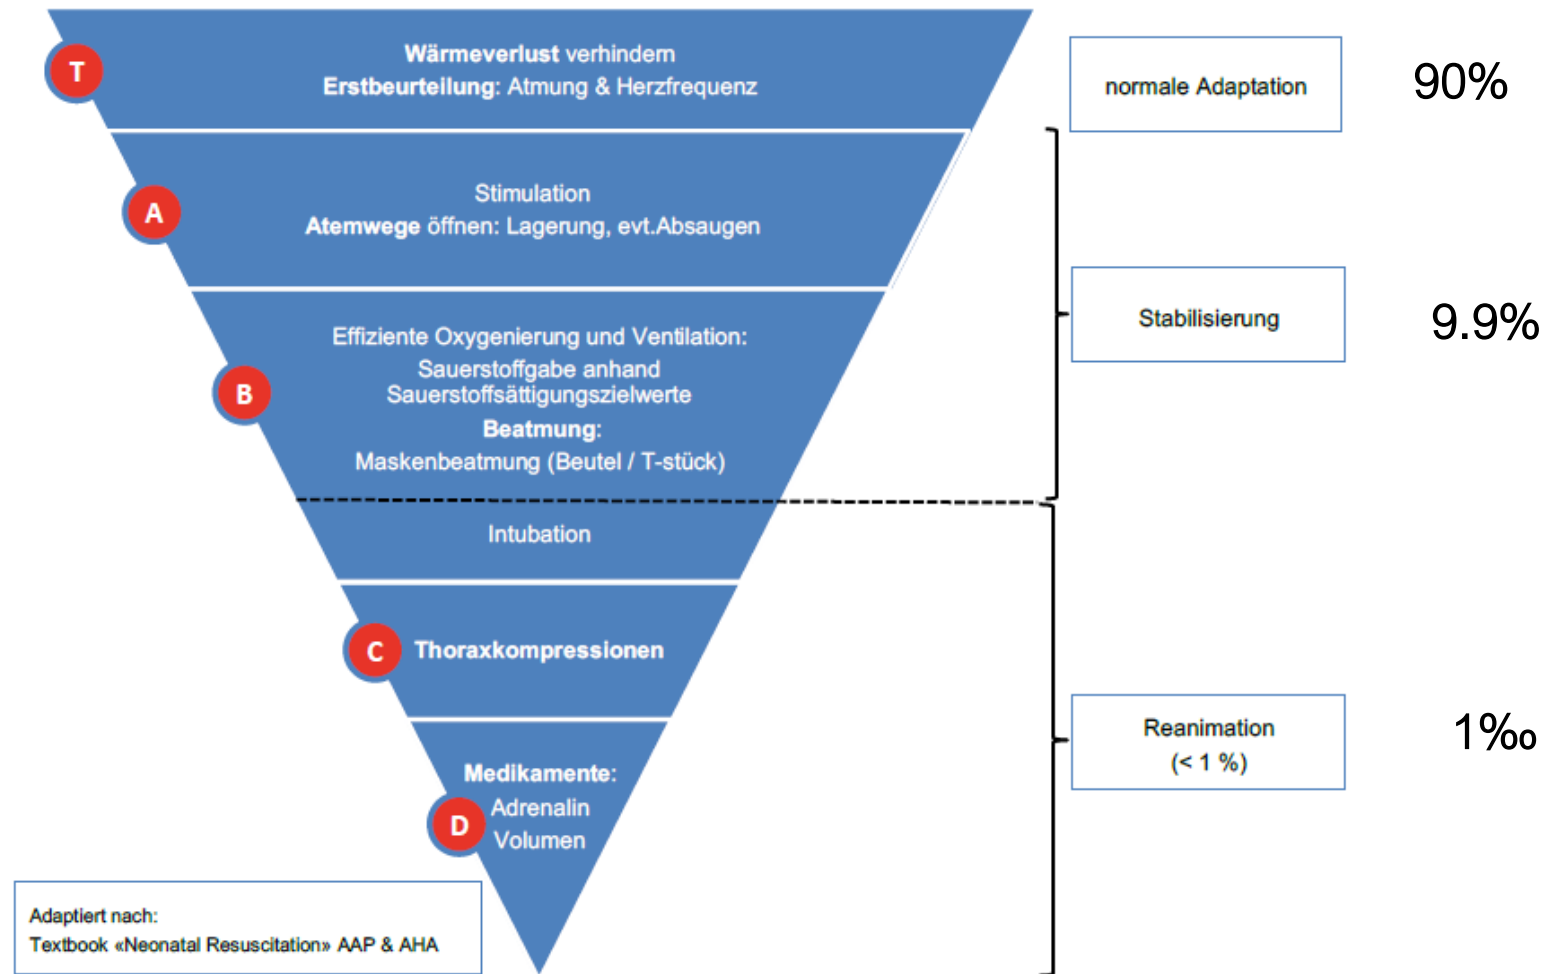 T
Wärmeverlust verhindern
Erstbeurteilung: Atmung & Herzfrequenz
normale Adaptation
90%
A
Stimulation
Atemwege öffnen: Lagerung, evt.Absaugen
B
Effiziente Oxygenierung und Ventilation:
Sauerstoffgabe anhand
Sauerstoffsättigungszielwerte
Beatmung:
Maskenbeatmung (Beutel / T-stück)
Stabilisierung
9.9%
Intubation
C
Thoraxkompressionen
D
Medikamente:
Adrenalin
Volumen
Reanimation
(< 1 %)
1‰
Adaptiert nach:
Textbook «Neonatal Resuscitation» AAP & AHA